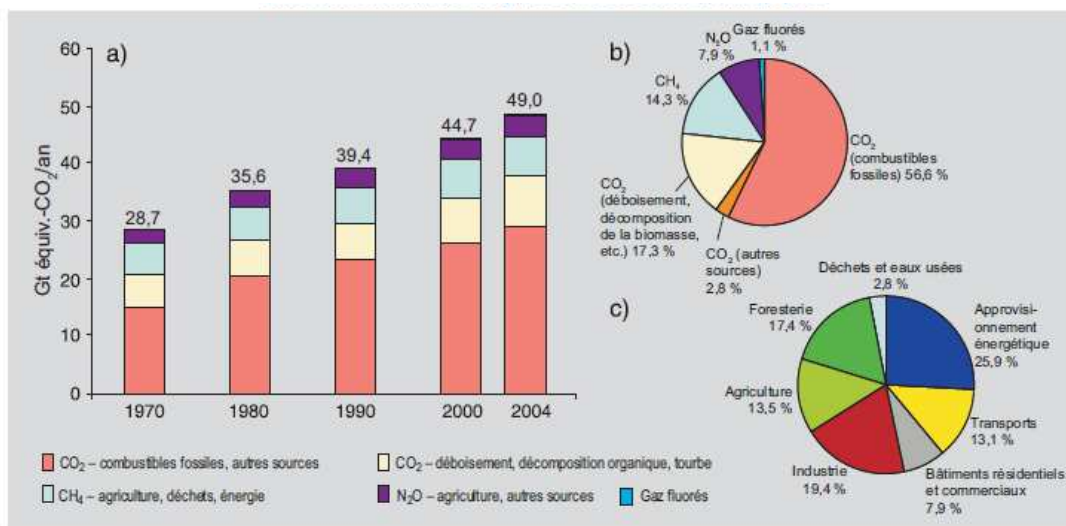 a)
60
50
40
30
20
10
0
Gt équiv.-CO₂/an
28,7
35,6
39,4
44,7
49,0
1970
1980
1990
2000
2004
b)
N₂O
7,9 %
Gaz fluorés
1,1 %
CH₄
14,3 %
CO₂
(combustibles
fossiles) 56,6 %
CO₂
(déboisement,
décomposition
de la biomasse,
etc.) 17,3 %
CO₂ (autres
sources)
2,8 %
c)
Déchets et eaux usées
2,8 %
Foresterie
17,4 %
Approvisi-
onnement
énergétique
25,9 %
Agriculture
13,5 %
Transports
13,1 %
Industrie
19,4 %
Bâtiments résidentiels
et commerciaux
7,9 %
CO₂ – combustibles fossiles, autres sources
CO₂ – déboisement, décomposition organique, tourbe
CH₄ – agriculture, déchets, énergie
N₂O – agriculture, autres sources
Gaz fluorés